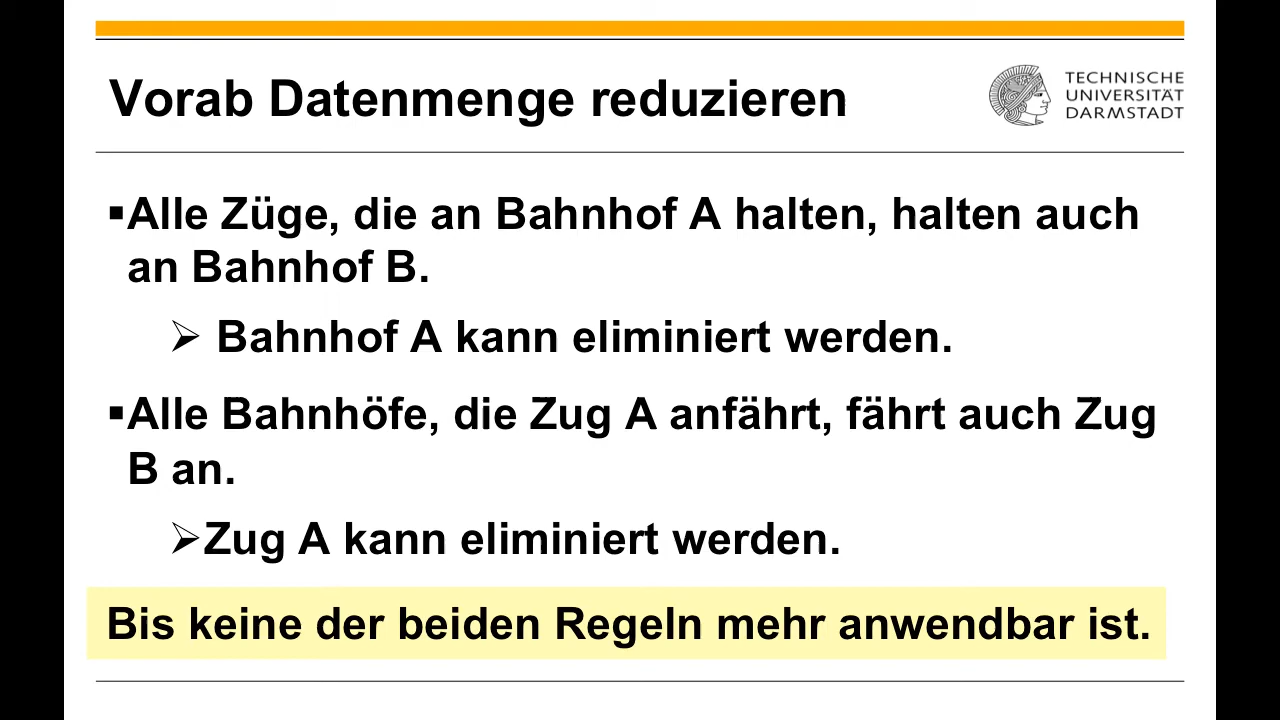 Vorab Datenmenge reduzieren
TECHNISCHE
UNIVERSITÄT
DARMSTADT
▪Alle Züge, die an Bahnhof A halten, halten auch
an Bahnhof B.
➢ Bahnhof A kann eliminiert werden.
▪Alle Bahnhöfe, die Zug A anfährt, fährt auch Zug
B an.
➢Zug A kann eliminiert werden.
Bis keine der beiden Regeln mehr anwendbar ist.